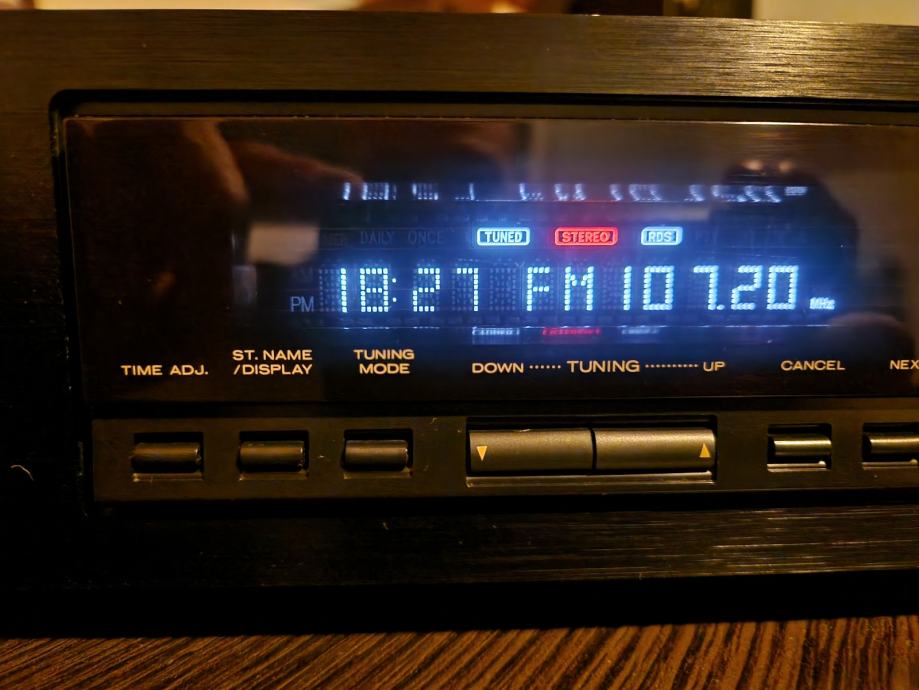 DAILY ONCE TUNED STEREO RDS
PM 18:27 FM 107.20 MHz
TIME ADJ. ST. NAME /DISPLAY TUNING MODE DOWN TUNING UP CANCEL NEX